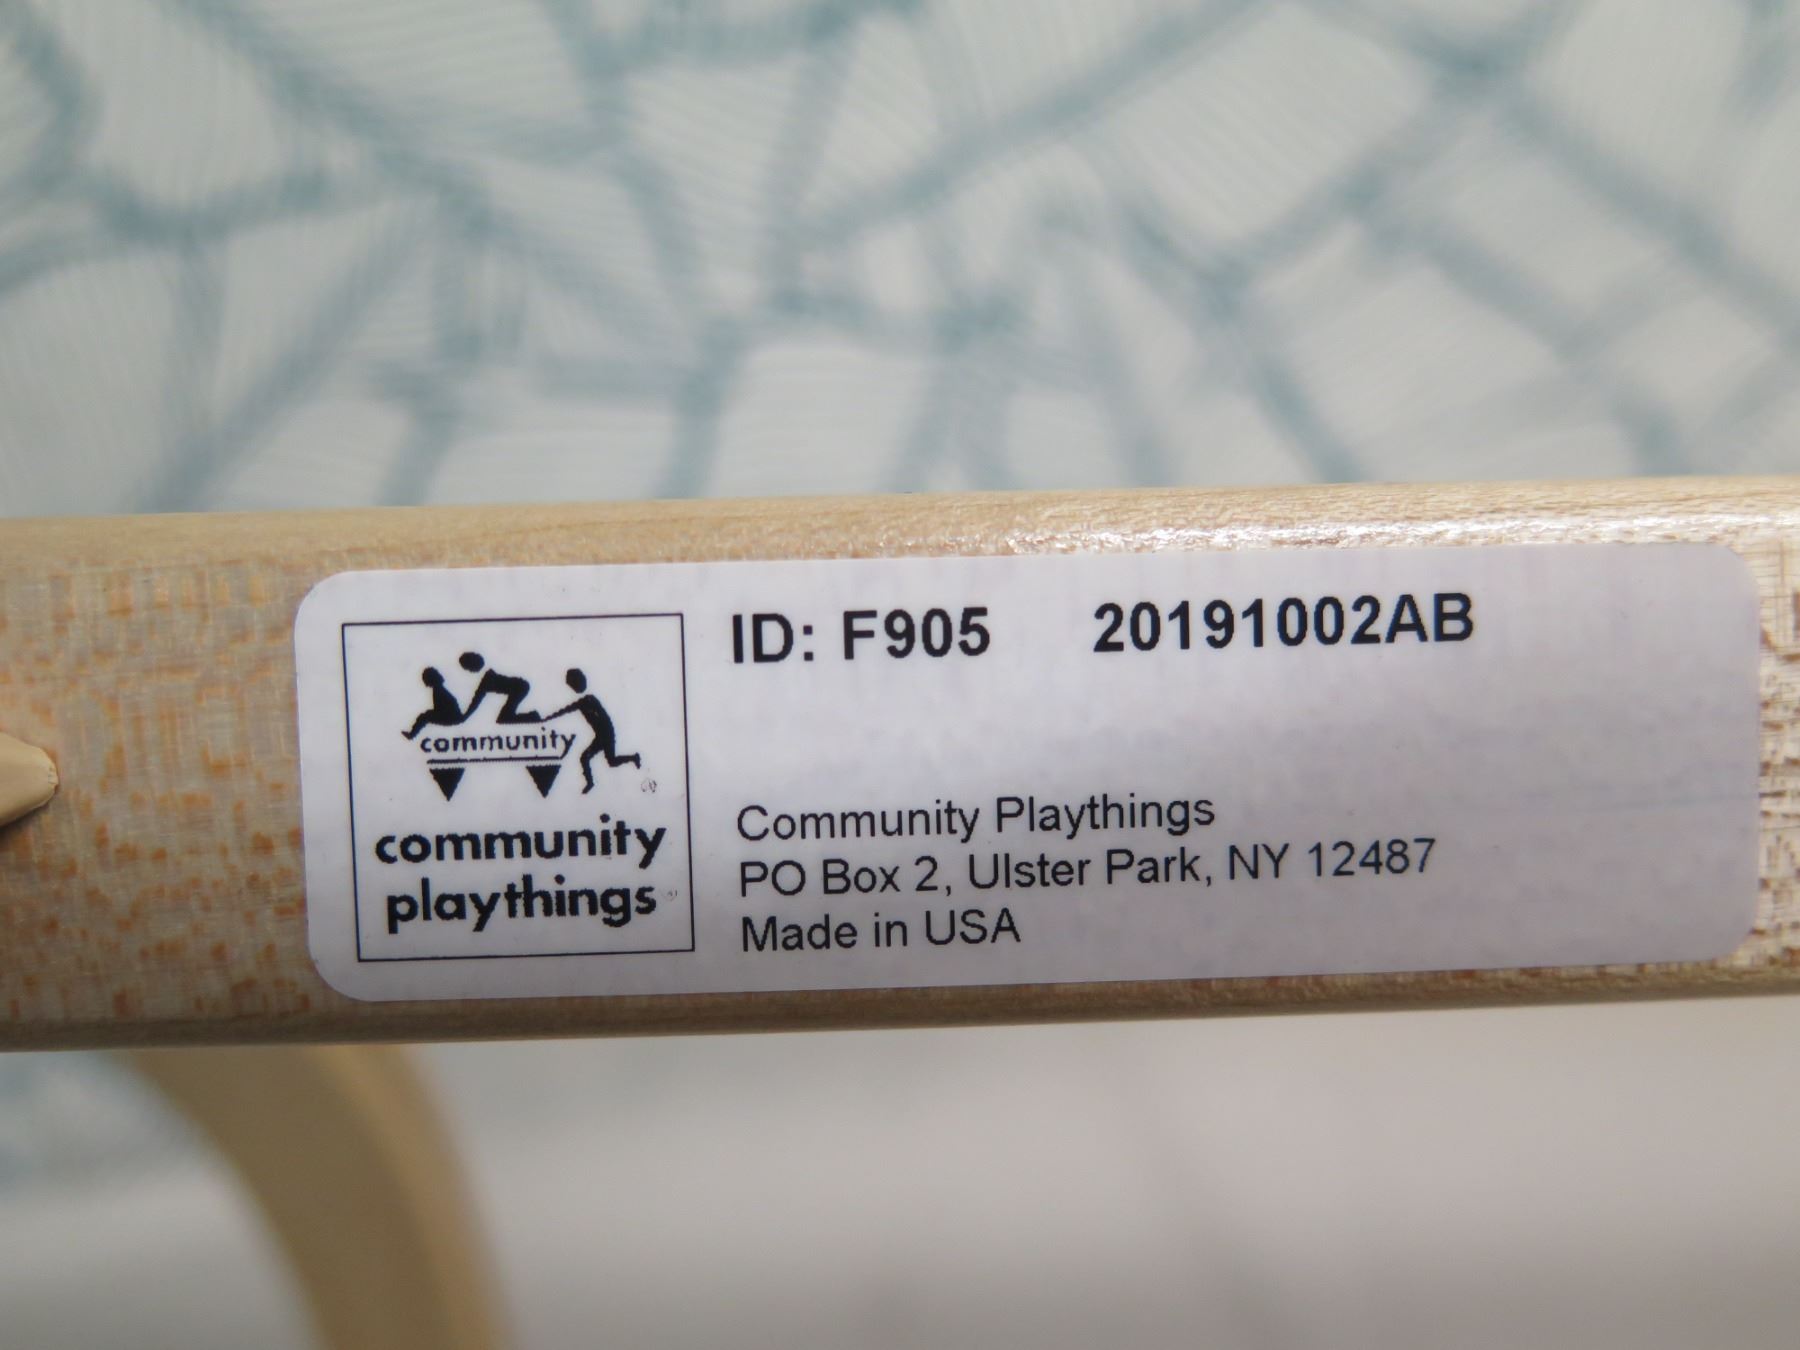 ID: F905 20191002AB
community
community
playthings
Community Playthings
PO Box 2, Ulster Park, NY 12487
Made in USA